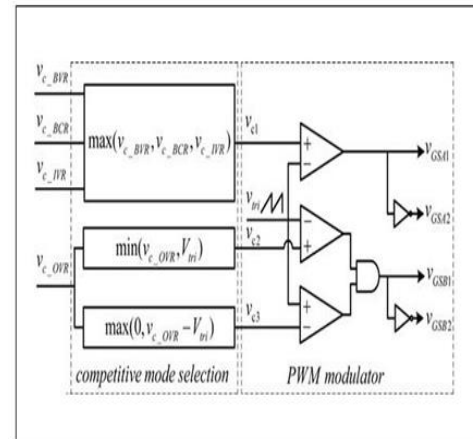 v_c_BVR
v_c_BCR
v_c_IVR
max(v_c_BVR, v_c_BCR, v_c_IVR)
v_c1
+
−
v_GSA1
v_GSA2
v_tri
v_c_OVR
min(v_c_OVR, V_tri)
v_c2
−
+
v_GSB1
max(0, v_c_OVR − V_tri)
v_c3
+
−
v_GSB2
competitive mode selection
PWM modulator